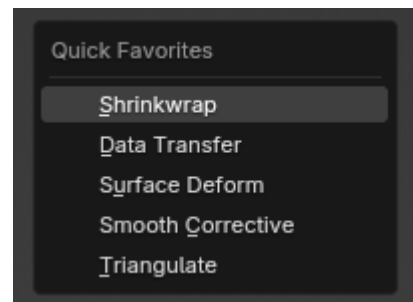 Quick Favorites
Shrinkwrap
Data Transfer
Surface Deform
Smooth Corrective
Triangulate